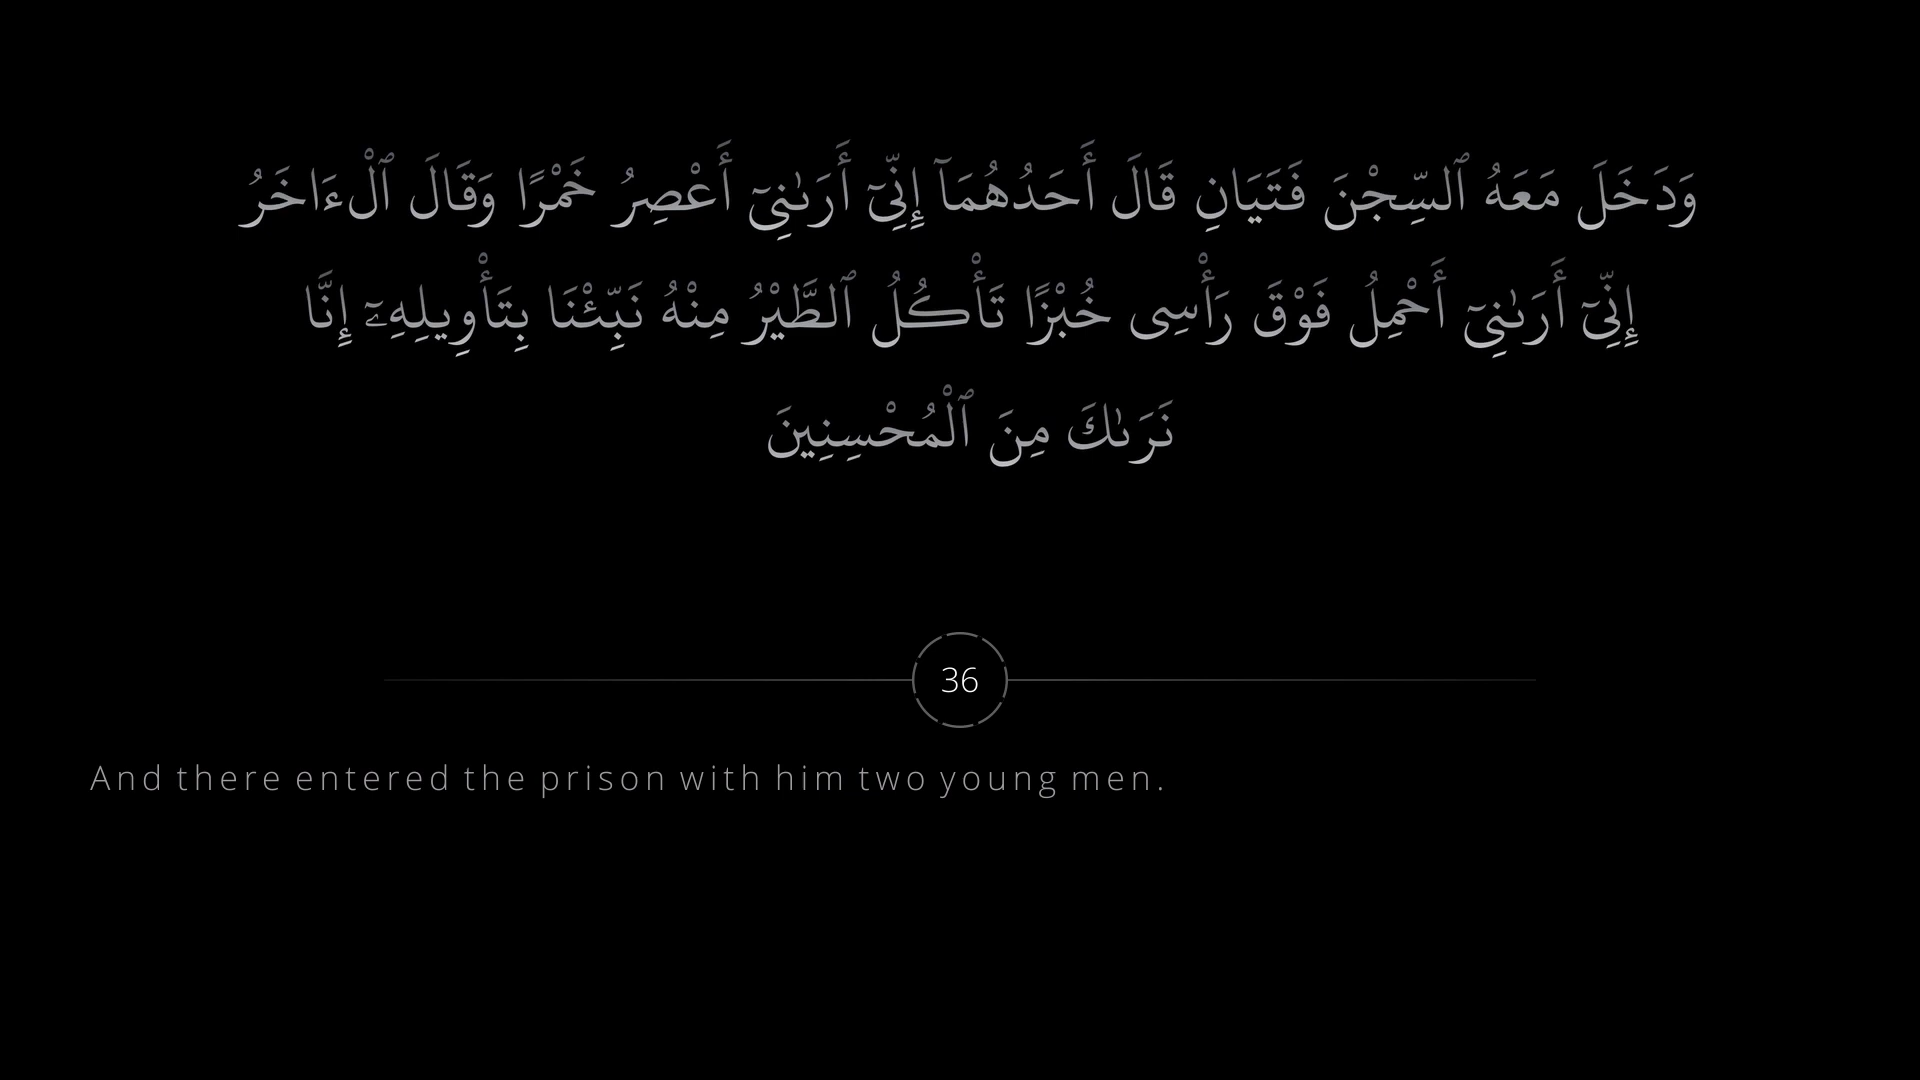 وَدَخَلَ مَعَهُ ٱلسِّجْنَ فَتَيَانِ قَالَ أَحَدُهُمَآ إِنِّىٓ أَرَىٰنِىٓ أَعْصِرُ خَمْرًا وَقَالَ ٱلْءَاخَرُ
إِنِّىٓ أَرَىٰنِىٓ أَحْمِلُ فَوْقَ رَأْسِى خُبْزًا تَأْكُلُ ٱلطَّيْرُ مِنْهُ نَبِّئْنَا بِتَأْوِيلِهِۦٓ إِنَّا
نَرَىٰكَ مِنَ ٱلْمُحْسِنِينَ
36
And there entered the prison with him two young men.